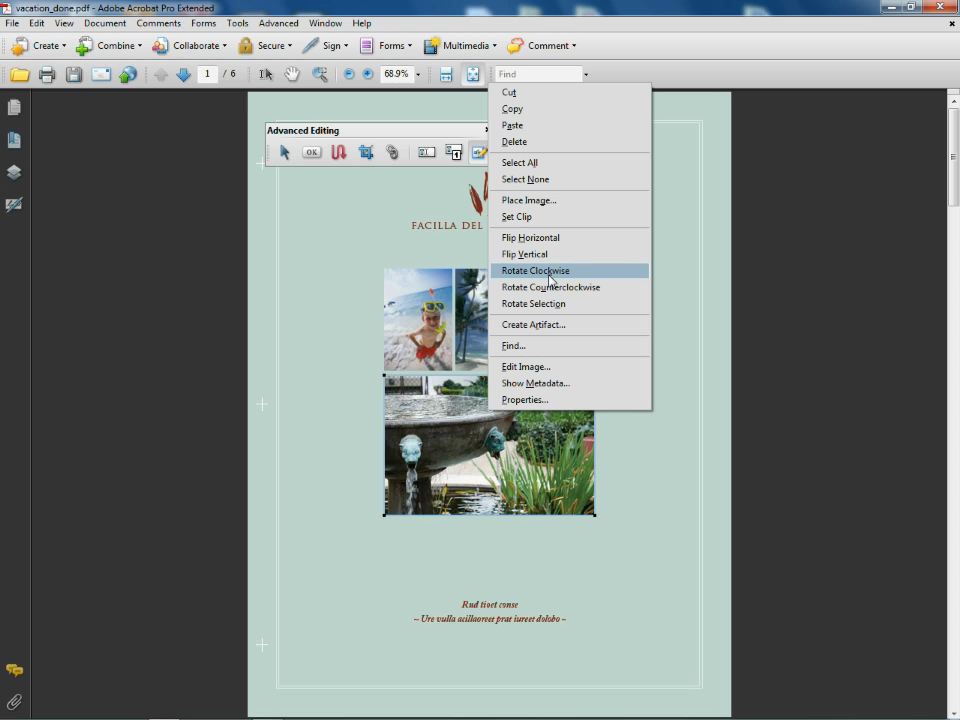 vacation_done.pdf - Adobe Acrobat Pro Extended
File Edit View Document Comments Forms Tools Advanced Window Help
Create Combine Collaborate Secure Sign Forms Multimedia Comment
1 / 6 68.9% Find
Advanced Editing
OK
FACILLA DEL
Cut
Copy
Paste
Delete
Select All
Select None
Place Image...
Set Clip
Flip Horizontal
Flip Vertical
Rotate Clockwise
Rotate Counterclockwise
Rotate Selection
Create Artifact...
Find...
Edit Image...
Show Metadata...
Properties...
Rud tivet conse
~ Ure vulla acillaoreet prat iureet dolobo ~